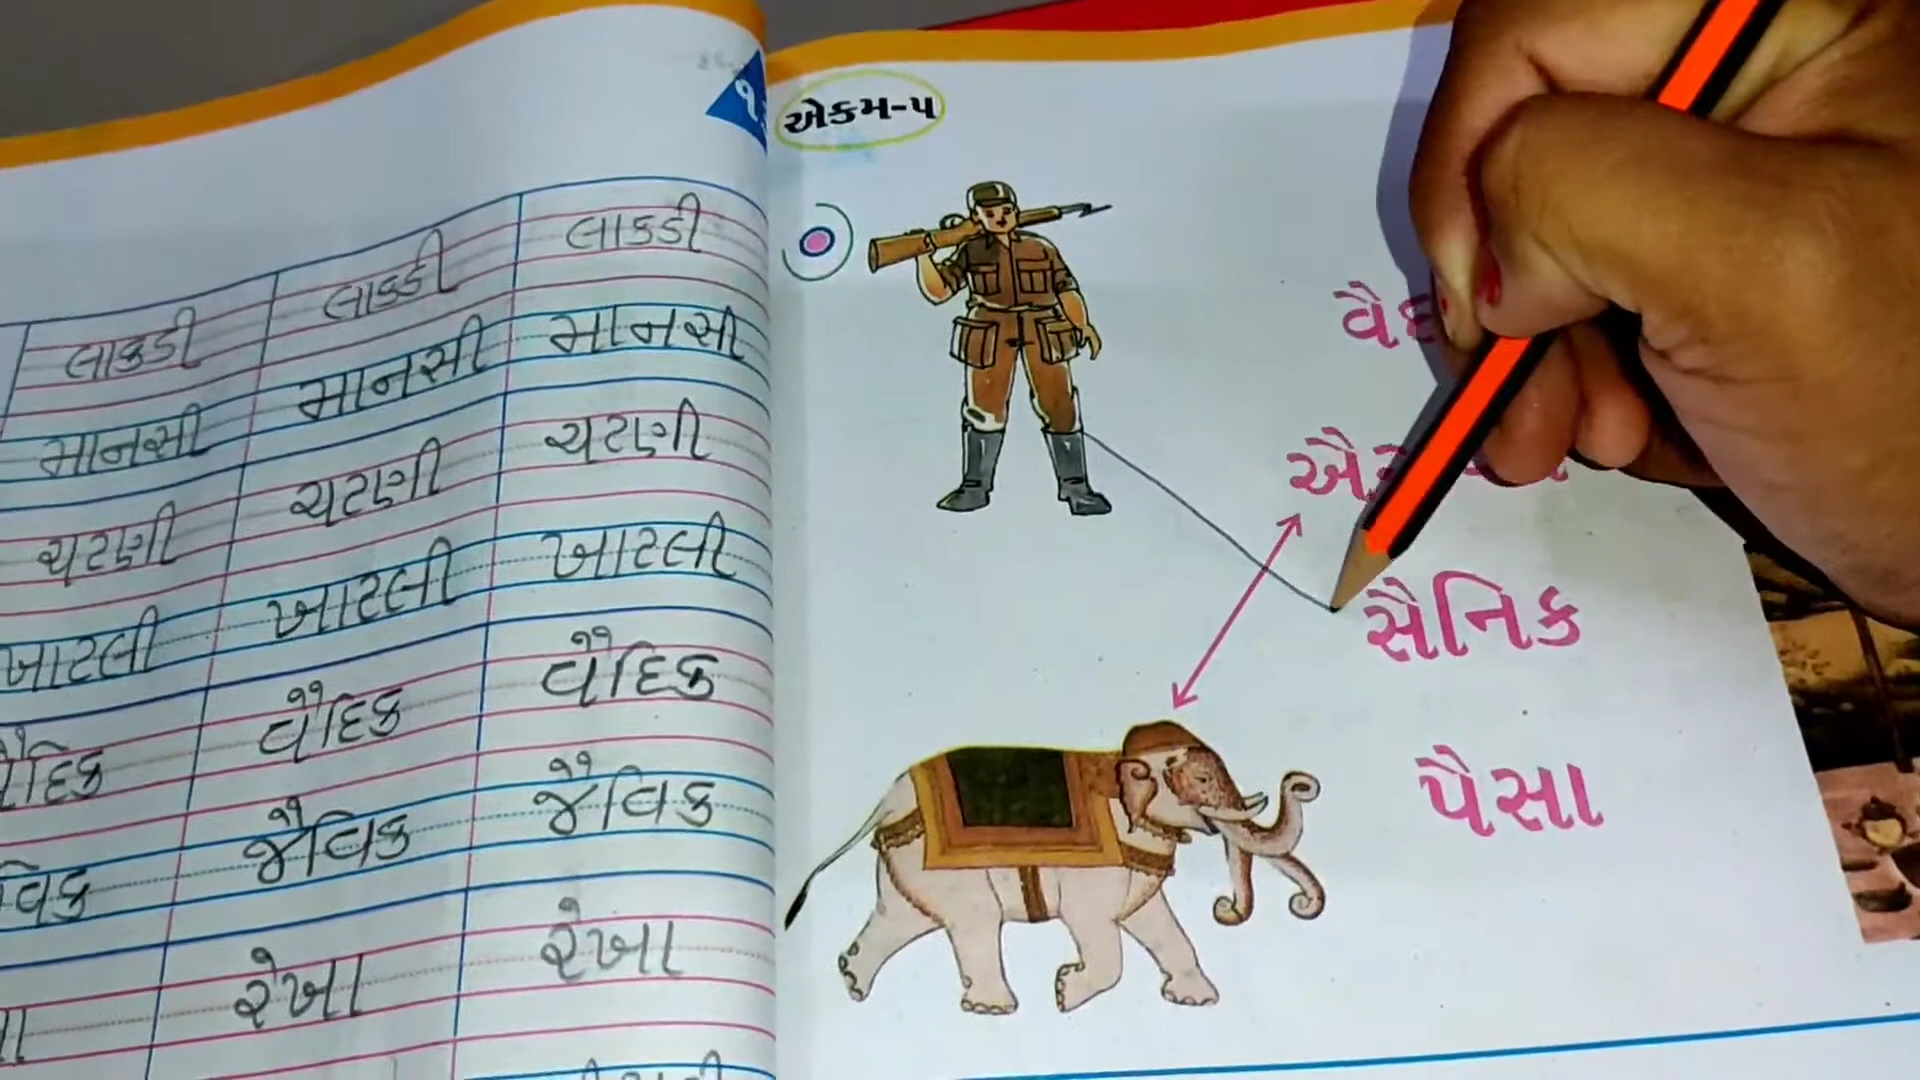 એકમ-૫
લાકડી લાકડી લાકડી
માનસી માનસી માનસી
ચટણી ચટણી ચટણી
ખાટલી ખાટલી ખાટલી
વૈદિક વૈદિક
જૈવિક જૈવિક
રેખા રેખા
સૈનિક
પૈસા